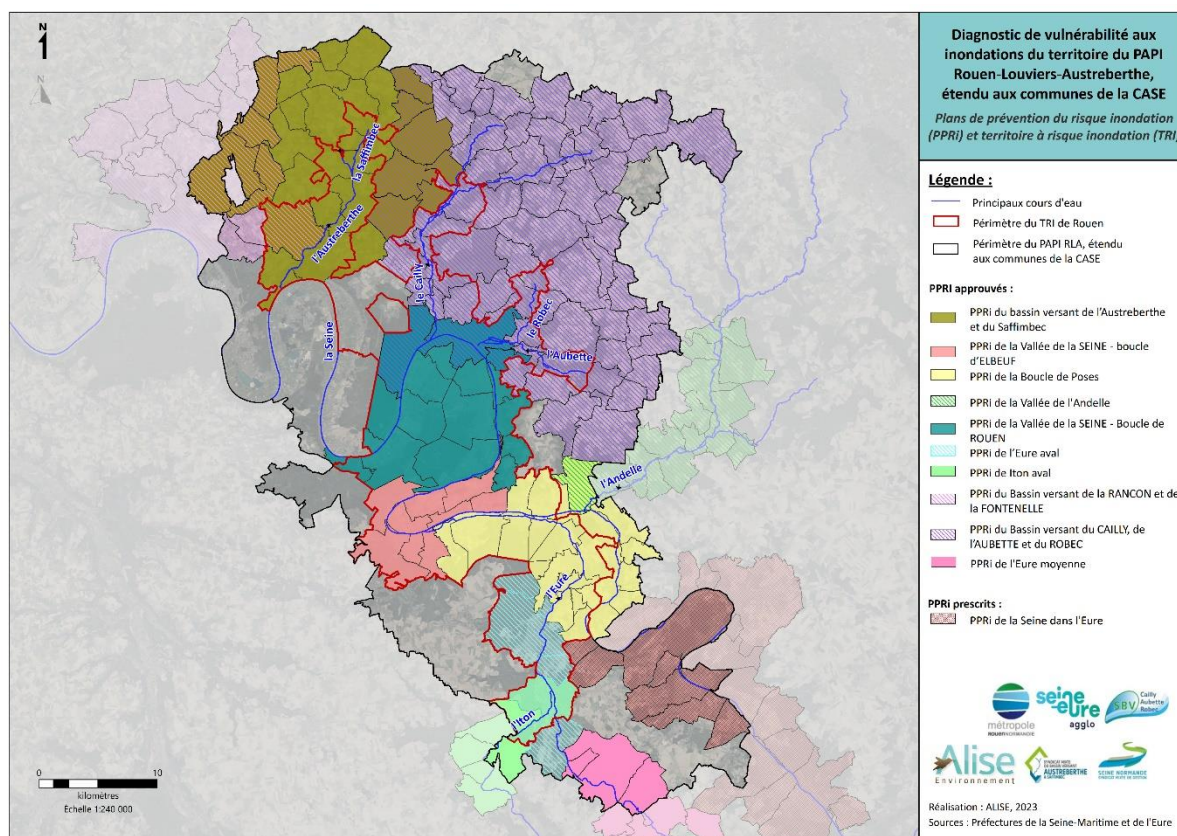 N
N
la Saffimbec
l'Austreberthe
le Cailly
le Robec
l'Aubette
la Seine
l'Andelle
l'Eure
l'Iton
0 10
kilomètres
Échelle 1:240 000
Diagnostic de vulnérabilité aux
inondations du territoire du PAPI
Rouen-Louviers-Austreberthe,
étendu aux communes de la CASE
Plans de prévention du risque inondation
(PPRi) et territoire à risque inondation (TRI)
Légende :
Principaux cours d'eau
Périmètre du TRI de Rouen
Périmètre du PAPI RLA, étendu
aux communes de la CASE
PPRI approuvés :
PPRi du bassin versant de l'Austreberthe
et du Saffimbec
PPRi de la Vallée de la SEINE - boucle
d'ELBEUF
PPRi de la Boucle de Poses
PPRi de la Vallée de l'Andelle
PPRi de la Vallée de la SEINE - Boucle de
ROUEN
PPRi de l'Eure aval
PPRi de Iton aval
PPRi du Bassin versant de la RANCON et de
la FONTENELLE
PPRi du Bassin versant du CAILLY, de
l'AUBETTE et du ROBEC
PPRi de l'Eure moyenne
PPRi prescrits :
PPRi de la Seine dans l'Eure
métropole
ROUENNORMANDIE
seine
eure
agglo
SBV
Cailly
Aubette
Robec
Alise
Environnement
AUSTREBERTHE
& SAFFIMBEC
SEINE NORMANDE
Réalisation : ALISE, 2023
Sources : Préfectures de la Seine-Maritime et de l'Eure